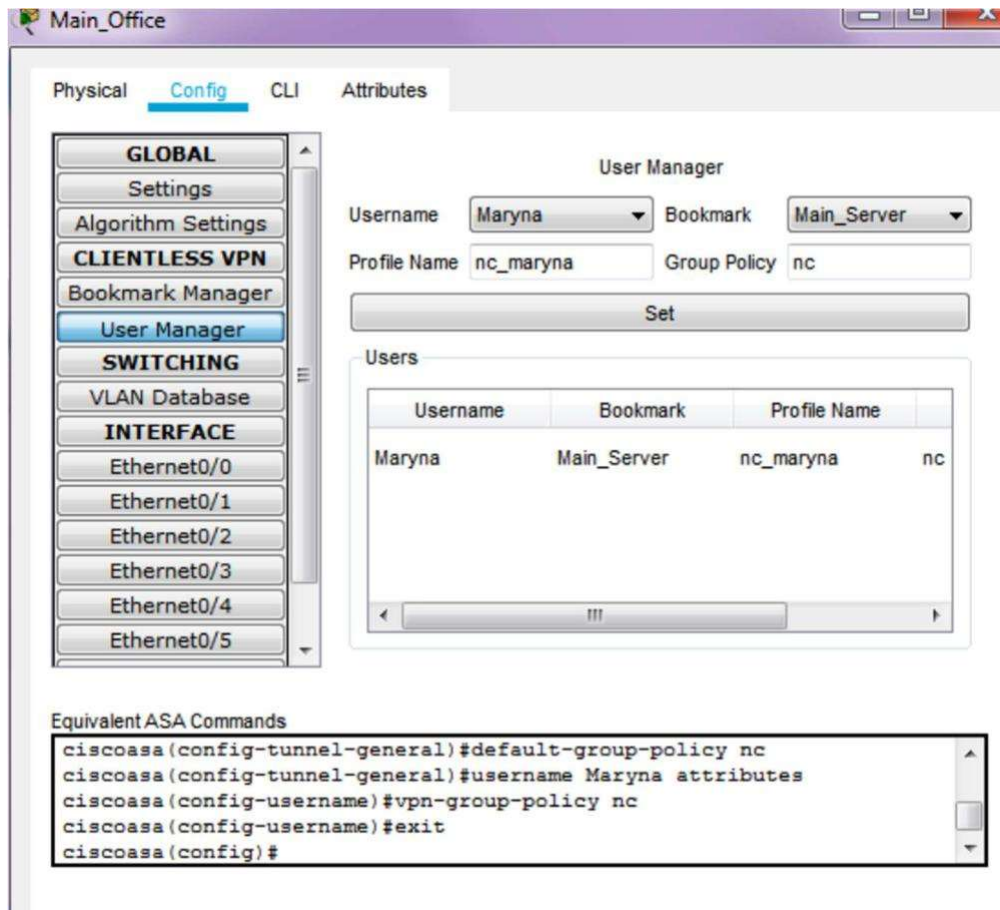 Main_Office
Physical Config CLI Attributes
GLOBAL
Settings
Algorithm Settings
CLIENTLESS VPN
Bookmark Manager
User Manager
SWITCHING
VLAN Database
INTERFACE
Ethernet0/0
Ethernet0/1
Ethernet0/2
Ethernet0/3
Ethernet0/4
Ethernet0/5
User Manager
Username Maryna Bookmark Main_Server
Profile Name nc_maryna Group Policy nc
Set
Users
Username Bookmark Profile Name
Maryna Main_Server nc_maryna nc
Equivalent ASA Commands
ciscoasa(config-tunnel-general)#default-group-policy nc
ciscoasa(config-tunnel-general)#username Maryna attributes
ciscoasa(config-username)#vpn-group-policy nc
ciscoasa(config-username)#exit
ciscoasa(config)#